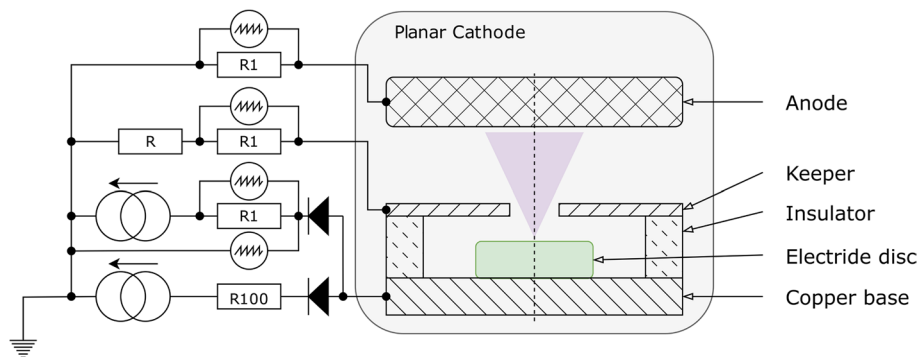 Planar Cathode
R1
Anode
R
R1
Keeper
R1
Insulator
Electride disc
R100
Copper base